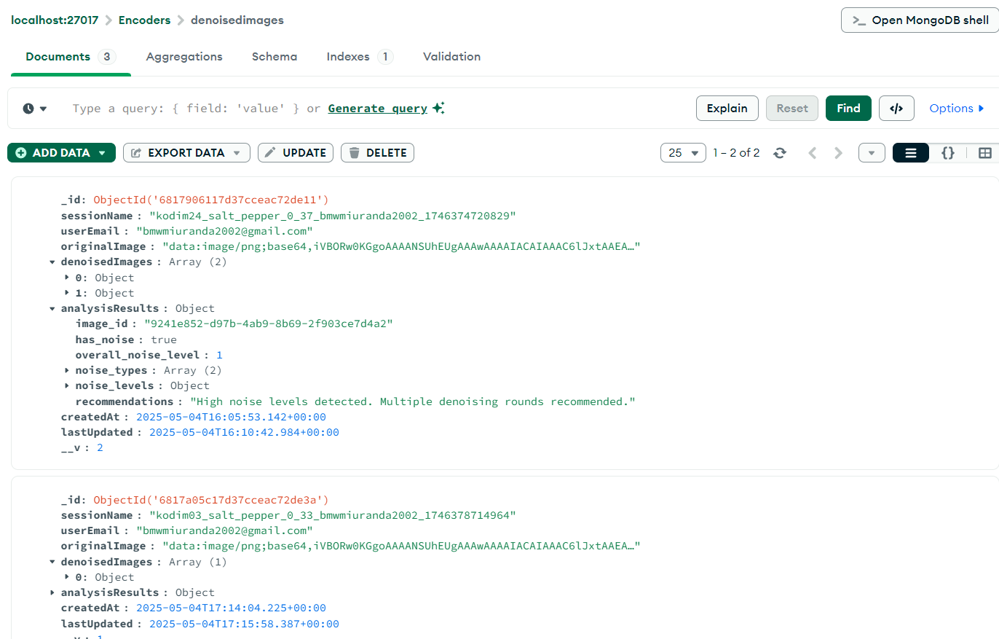 localhost:27017 > Encoders > denoisedimages
>_ Open MongoDB shell
Documents 3 Aggregations Schema Indexes 1 Validation
Type a query: { field: 'value' } or Generate query
Explain Reset Find </> Options
ADD DATA EXPORT DATA UPDATE DELETE
25 1 – 2 of 2 {}
_id: ObjectId('6817906117d37cceac72de11')
sessionName : "kodim24_salt_pepper_0_37_bmwmiuranda2002_1746374720829"
userEmail : "bmwmiuranda2002@gmail.com"
originalImage : "data:image/png;base64,iVBORw0KGgoAAAANSUhEUgAAAwAAAAIACAIAAAC6lJxtAAEA…"
denoisedImages : Array (2)
0: Object
1: Object
analysisResults : Object
image_id : "9241e852-d97b-4ab9-8b69-2f903ce7d4a2"
has_noise : true
overall_noise_level : 1
noise_types : Array (2)
noise_levels : Object
recommendations : "High noise levels detected. Multiple denoising rounds recommended."
createdAt : 2025-05-04T16:05:53.142+00:00
lastUpdated : 2025-05-04T16:10:42.984+00:00
__v : 2
_id: ObjectId('6817a05c17d37cceac72de3a')
sessionName : "kodim03_salt_pepper_0_33_bmwmiuranda2002_1746378714964"
userEmail : "bmwmiuranda2002@gmail.com"
originalImage : "data:image/png;base64,iVBORw0KGgoAAAANSUhEUgAAAwAAAAIACAIAAAC6lJxtAAEA…"
denoisedImages : Array (1)
0: Object
analysisResults : Object
createdAt : 2025-05-04T17:14:04.225+00:00
lastUpdated : 2025-05-04T17:15:58.387+00:00